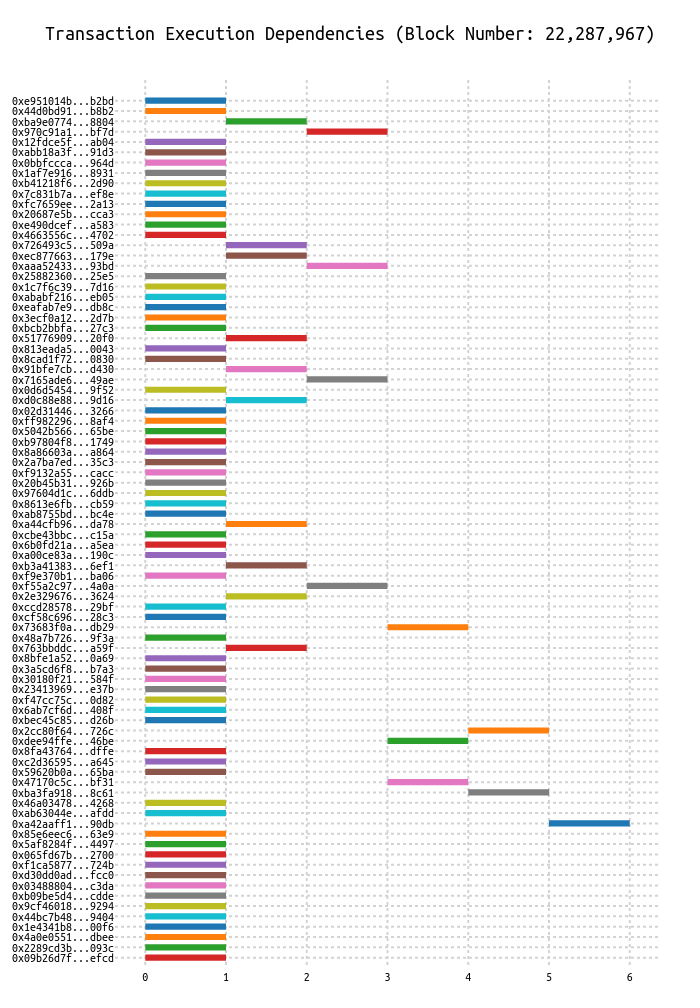 Transaction Execution Dependencies (Block Number: 22,287,967)
0xe951014b...b2bd
0x44d0bd91...b8b2
0xba9e0774...8804
0x970c91a1...bf7d
0x12fdce5f...ab04
0xabb18a3f...91d3
0x0bbfccca...964d
0x1af7e916...8931
0xb41218f6...2d90
0x7c831b7a...ef8e
0xfc7659ee...2a13
0x20687e5b...cca3
0xe490dcef...a583
0x4663556c...4702
0x726493c5...509a
0xec877663...179e
0xaaa52433...93bd
0x25882360...25e5
0x1c7f6c39...7d16
0xababf216...eb05
0xeafab7e9...db8c
0x3ecf0a12...2d7b
0xbcb2bbfa...27c3
0x51776909...20f0
0x813eada5...0043
0x8cad1f72...0830
0x91bfe7cb...d430
0x7165ade6...49ae
0x0d6d5454...9f52
0xd0c88e88...9d16
0x02d31446...3266
0xff982296...8af4
0x5042b566...65be
0xb97804f8...1749
0x8a86603a...a864
0x2a7ba7ed...35c3
0xf9132a55...cacc
0x20b45b31...926b
0x97604d1c...6ddb
0x8613e6fb...cb59
0xab8755bd...bc4e
0xa44cfb96...da78
0xcbe43bbc...c15a
0x6b0fd21a...a5ea
0xa00ce83a...190c
0xb3a41383...6ef1
0xf9e370b1...ba06
0xf55a2c97...4a0a
0x2e329676...3624
0xccd28578...29bf
0xcf58c696...28c3
0x73683f0a...db29
0x48a7b726...9f3a
0x763bbddc...a59f
0x8bfe1a52...0a69
0x3a5cd6f8...b7a3
0x30180f21...584f
0x23413969...e37b
0xf47cc75c...0d82
0x6ab7cf6d...408f
0xbec45c85...d26b
0x2cc80f64...726c
0xdee94ffe...46be
0x8fa43764...dffe
0xc2d36595...a645
0x59620b0a...65ba
0x47170c5c...bf31
0xba3fa918...8c61
0x46a03478...4268
0xab63044e...afdd
0xa42aaff1...90db
0x85e6eec6...63e9
0x5af8284f...4497
0x065fd67b...2700
0xf1ca5877...724b
0xd30dd0ad...fcc0
0x03488804...c3da
0xb09be5d4...cdde
0x9cf46018...9294
0x44bc7b48...9404
0x1e4341b8...00f6
0x4a0e0551...dbee
0x2289cd3b...093c
0x09b26d7f...efcd
0 1 2 3 4 5 6